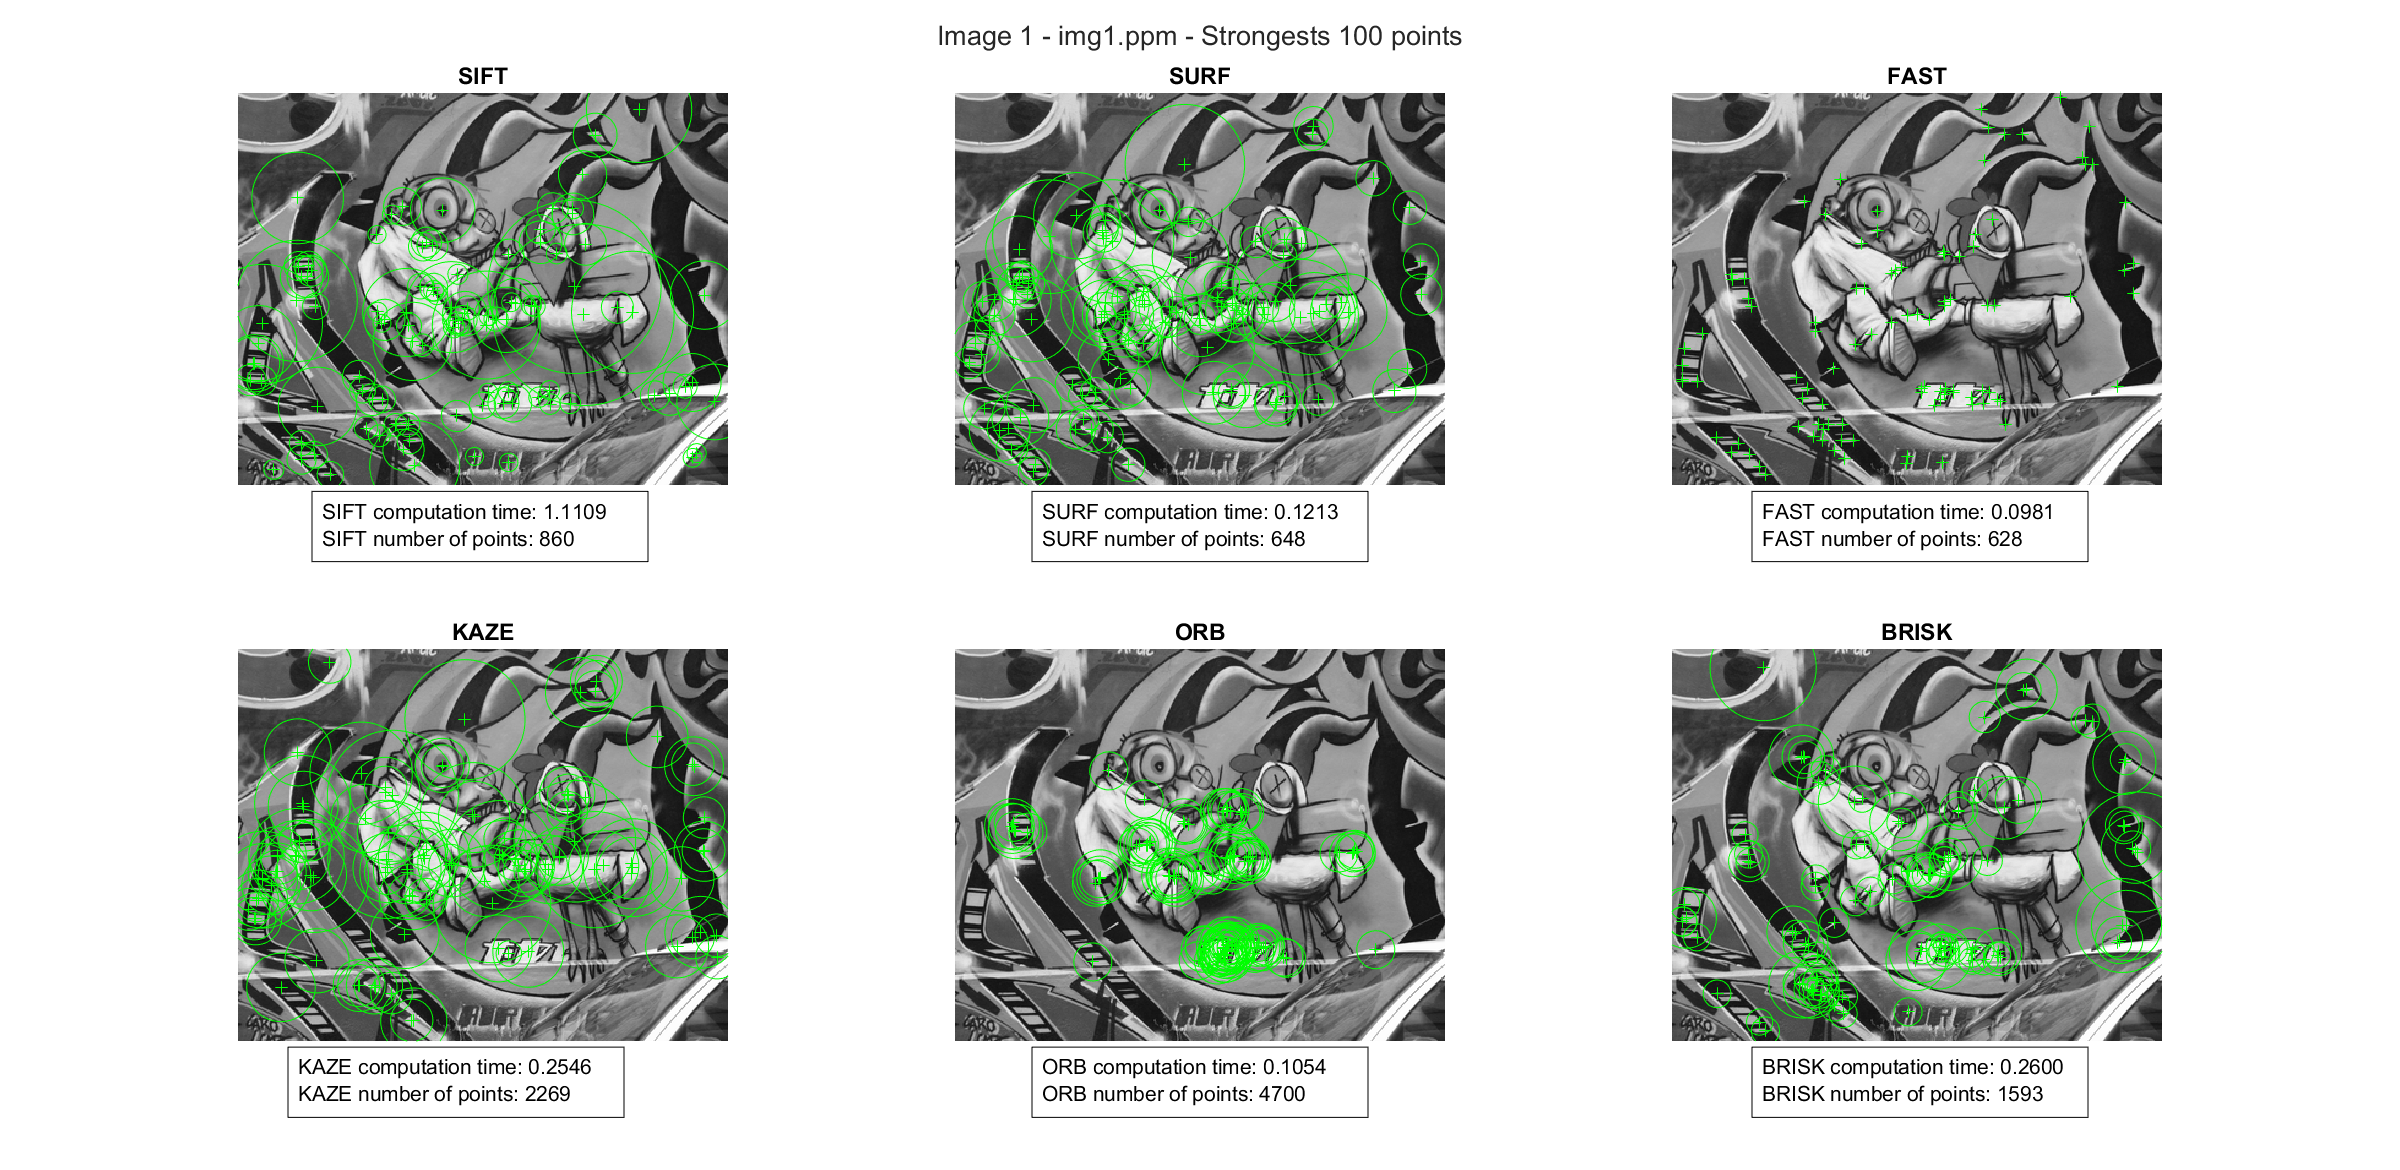 Image 1 - img1.ppm - Strongests 100 points
SIFT
SURF
FAST
SIFT computation time: 1.1109
SIFT number of points: 860
SURF computation time: 0.1213
SURF number of points: 648
FAST computation time: 0.0981
FAST number of points: 628
KAZE
ORB
BRISK
KAZE computation time: 0.2546
KAZE number of points: 2269
ORB computation time: 0.1054
ORB number of points: 4700
BRISK computation time: 0.2600
BRISK number of points: 1593